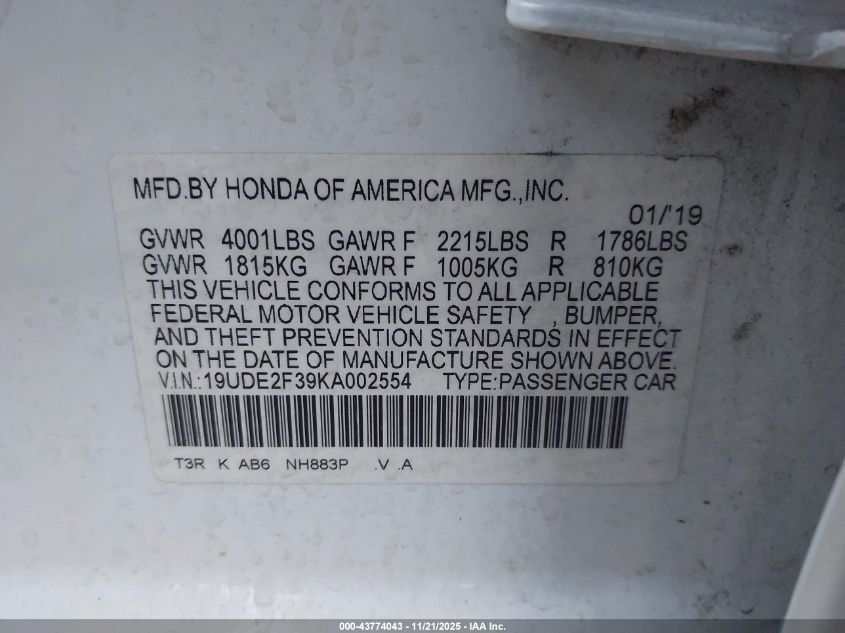 MFD.BY HONDA OF AMERICA MFG.,INC.
01/'19
GVWR 4001LBS GAWR F 2215LBS R 1786LBS
GVWR 1815KG GAWR F 1005KG R 810KG
THIS VEHICLE CONFORMS TO ALL APPLICABLE
FEDERAL MOTOR VEHICLE SAFETY , BUMPER,
AND THEFT PREVENTION STANDARDS IN EFFECT
ON THE DATE OF MANUFACTURE SHOWN ABOVE.
V.I.N.:19UDE2F39KA002554 TYPE:PASSENGER CAR
T3R K AB6 NH883P .V .A
000-43774043 - 11/21/2025 - IAA Inc.